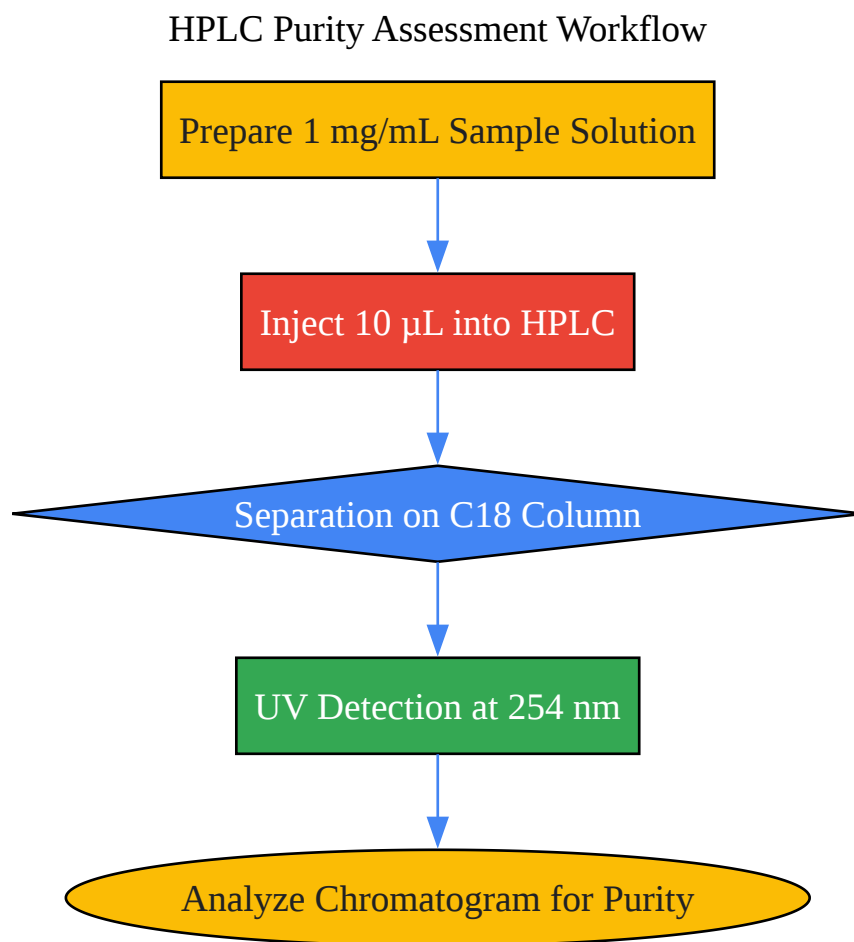 HPLC Purity Assessment Workflow
Prepare 1 mg/mL Sample Solution
Inject 10 µL into HPLC
Separation on C18 Column
UV Detection at 254 nm
Analyze Chromatogram for Purity